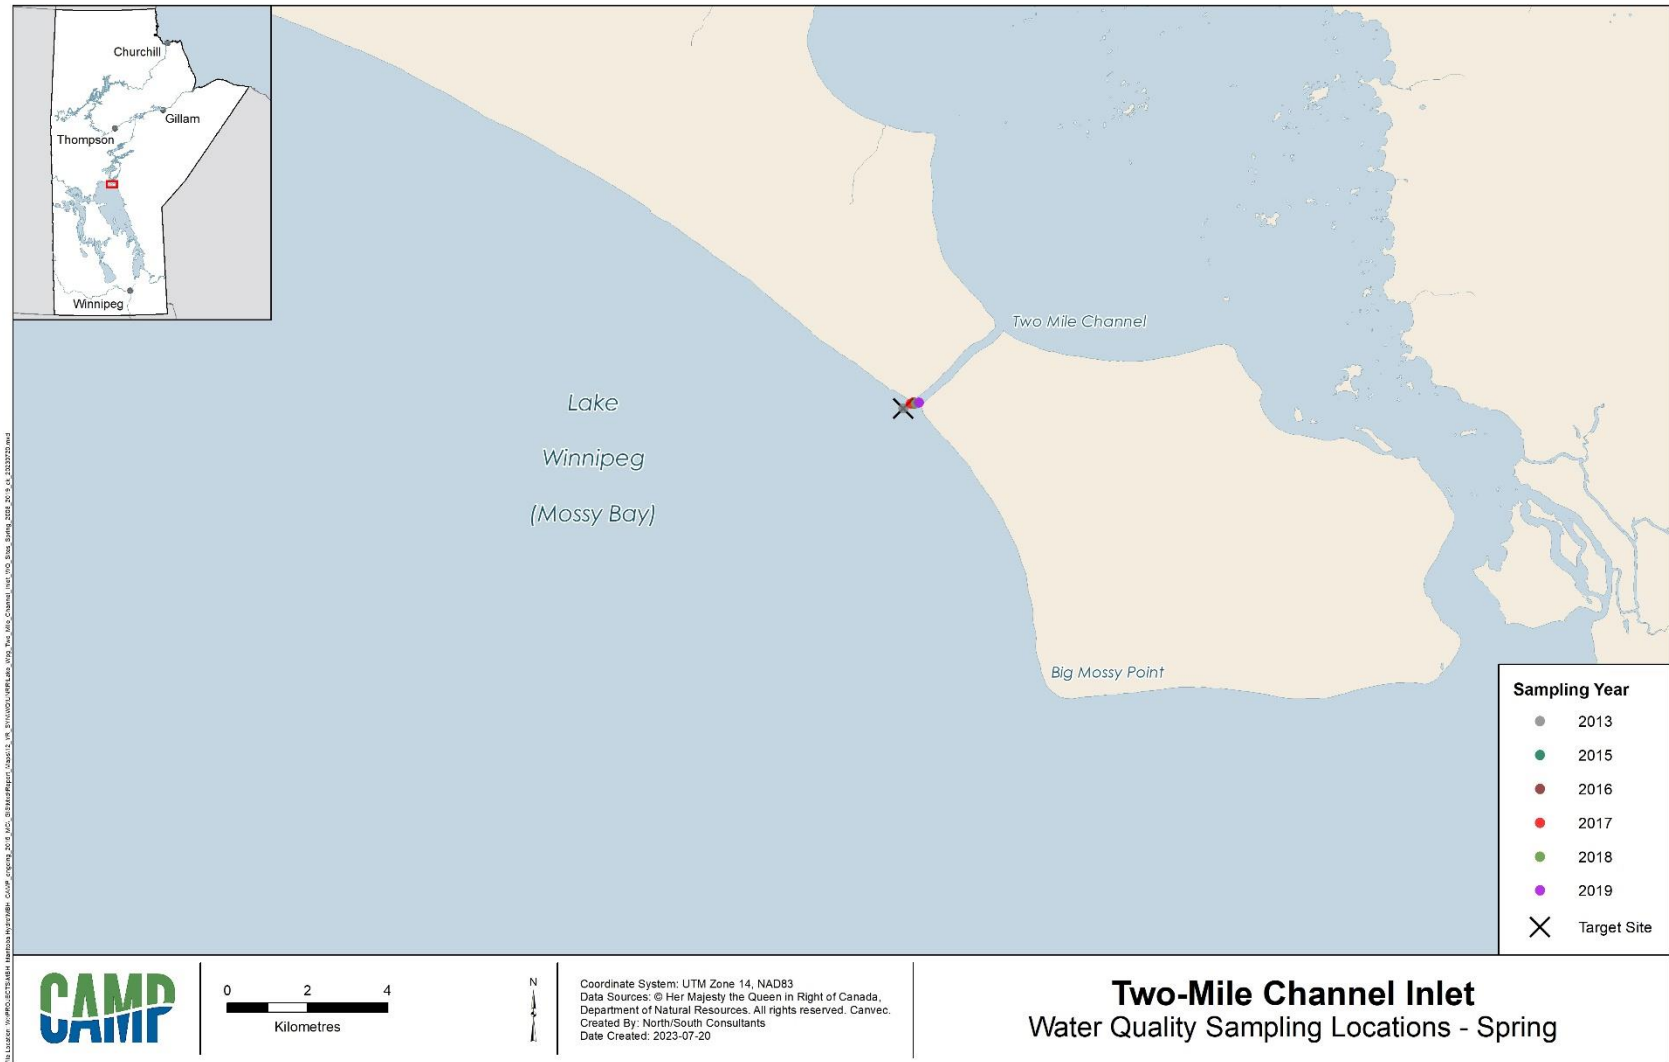 Churchill
Gillam
Thompson
Winnipeg
Two Mile Channel
Lake
Winnipeg
(Mossy Bay)
Big Mossy Point
Sampling Year
2013
2015
2016
2017
2018
2019
Target Site
CAMP
0 2 4
Kilometres
N
Coordinate System: UTM Zone 14, NAD83
Data Sources: © Her Majesty the Queen in Right of Canada,
Department of Natural Resources. All rights reserved. Canvec.
Created By: North/South Consultants
Date Created: 2023-07-20
Two-Mile Channel Inlet
Water Quality Sampling Locations - Spring